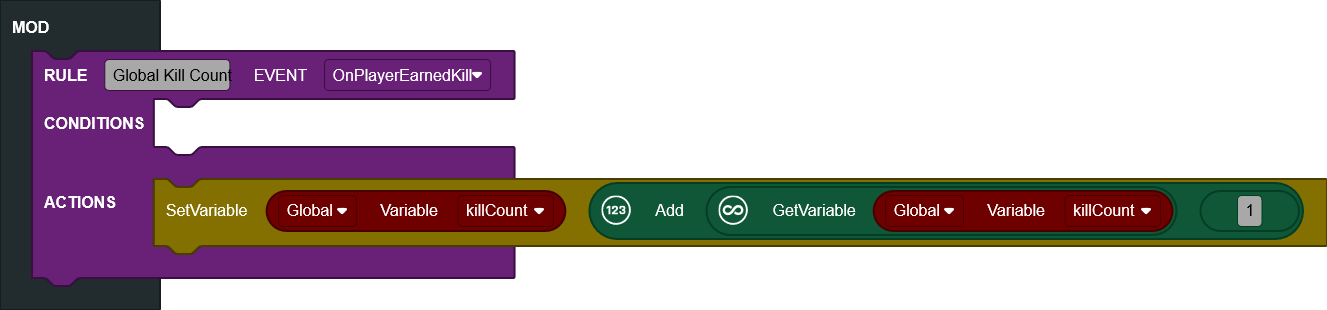 MOD
RULE Global Kill Count EVENT OnPlayerEarnedKill
CONDITIONS
ACTIONS SetVariable Global Variable killCount 123 Add GetVariable Global Variable killCount 1